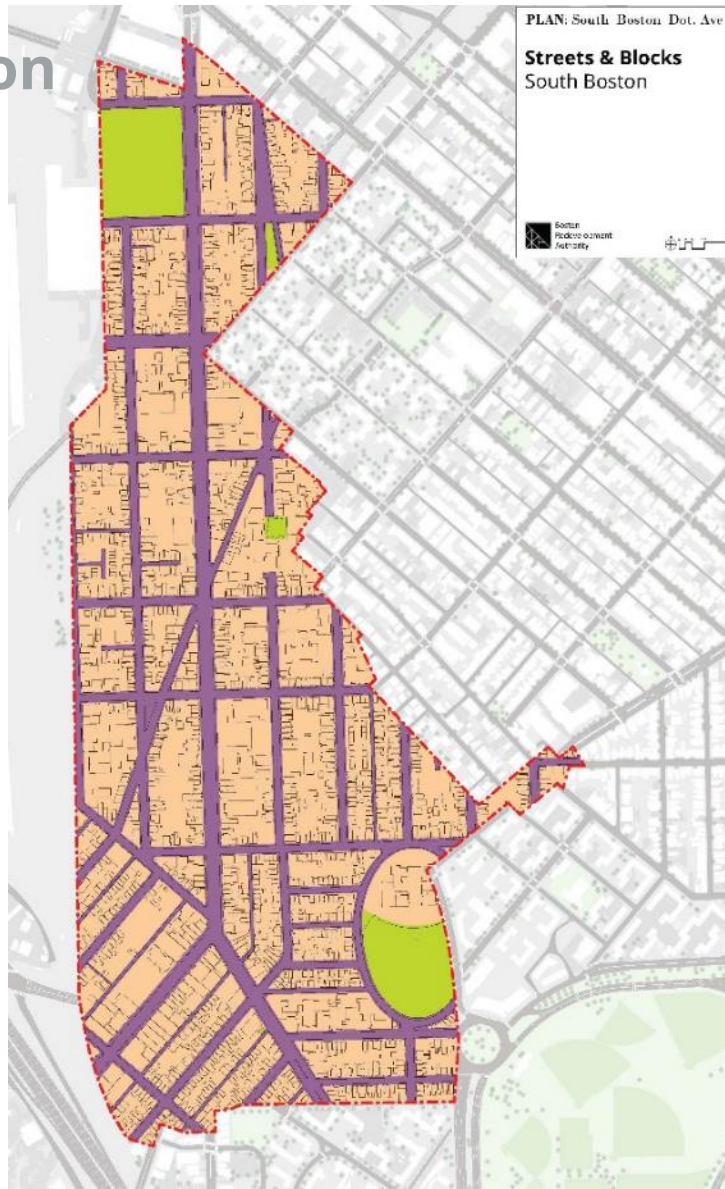 on
PLAN: South Boston Dot. Ave
Streets & Blocks
South Boston
Boston
Redevelopment
Authority